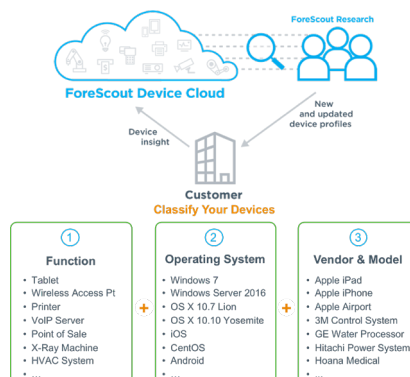 ForeScout Research
ForeScout Device Cloud
New
and updated
device profiles
Device
insight
Customer
Classify Your Devices
1
Function
• Tablet
• Wireless Access Pt
• Printer
• VoIP Server
• Point of Sale
• X-Ray Machine
• HVAC System
• ...
+
2
Operating System
• Windows 7
• Windows Server 2016
• OS X 10.7 Lion
• OS X 10.10 Yosemite
• iOS
• CentOS
• Android
• ...
+
3
Vendor & Model
• Apple iPad
• Apple iPhone
• Apple Airport
• 3M Control System
• GE Water Processor
• Hitachi Power System
• Hoana Medical
• ...